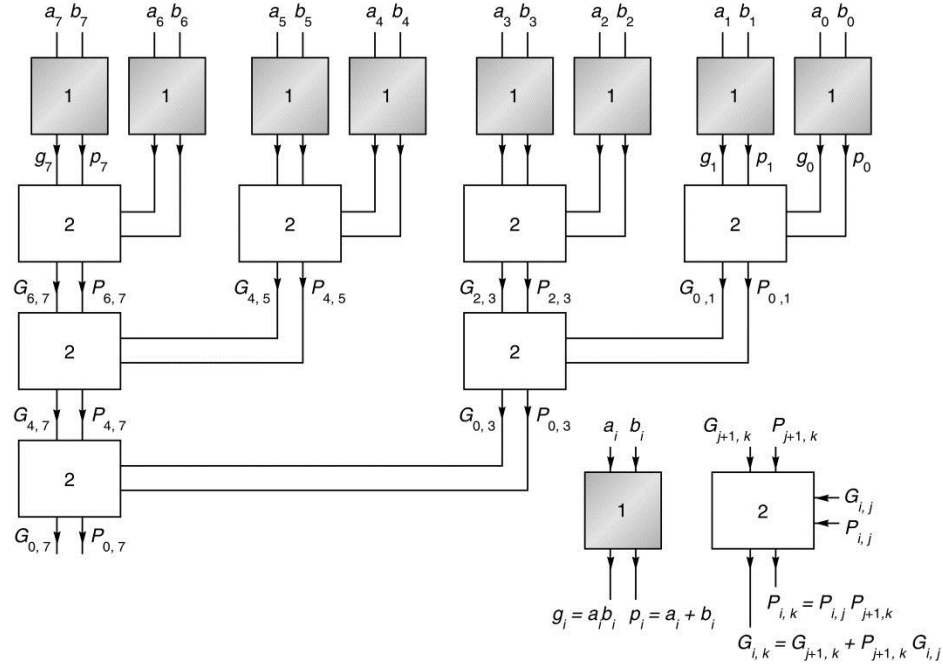 a7 b7 a6 b6 a5 b5 a4 b4 a3 b3 a2 b2 a1 b1 a0 b0
1 1 1 1 1 1 1 1
g7 p7 g1 p1 g0 p0
2 2 2 2
G6, 7 P6, 7 G4, 5 P4, 5 G2, 3 P2, 3 G0 ,1 P0 ,1
2 2
G4, 7 P4, 7 G0, 3 P0, 3
ai bi Gj+1, k Pj+1, k
2 1 2 Gi, j
Pi, j
G0, 7 P0, 7
gi = aibi pi = ai + bi Pi, k = Pi, j Pj+1,k
Gi, k = Gj+1, k + Pj+1, k Gi, j